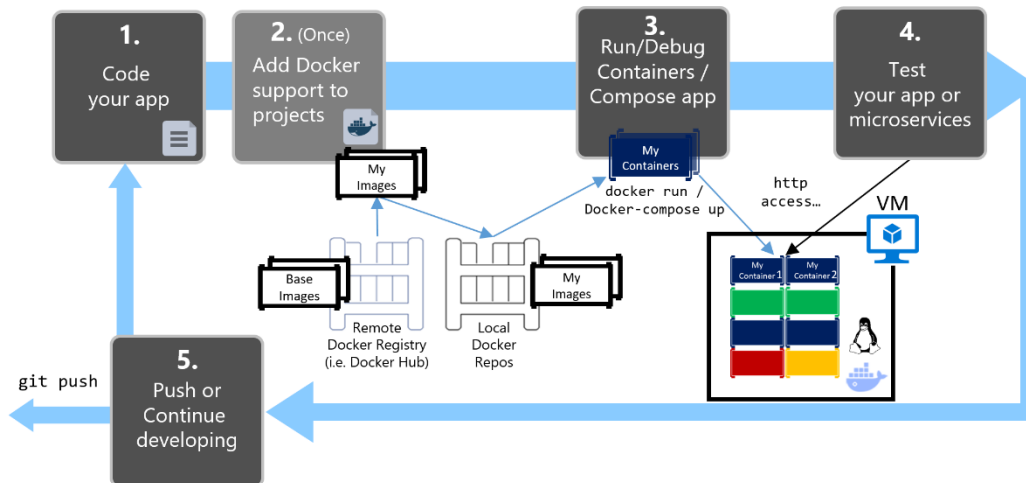 1.
Code
your app
2. (Once)
Add Docker
support to
projects
3.
Run/Debug
Containers /
Compose app
4.
Test
your app or
microservices
My
Images
My
Containers
docker run /
Docker-compose up
http
access…
VM
Base
Images
My
Images
My
Container 1
My
Container 2
Remote
Docker Registry
(i.e. Docker Hub)
Local
Docker
Repos
5.
Push or
Continue
developing
git push